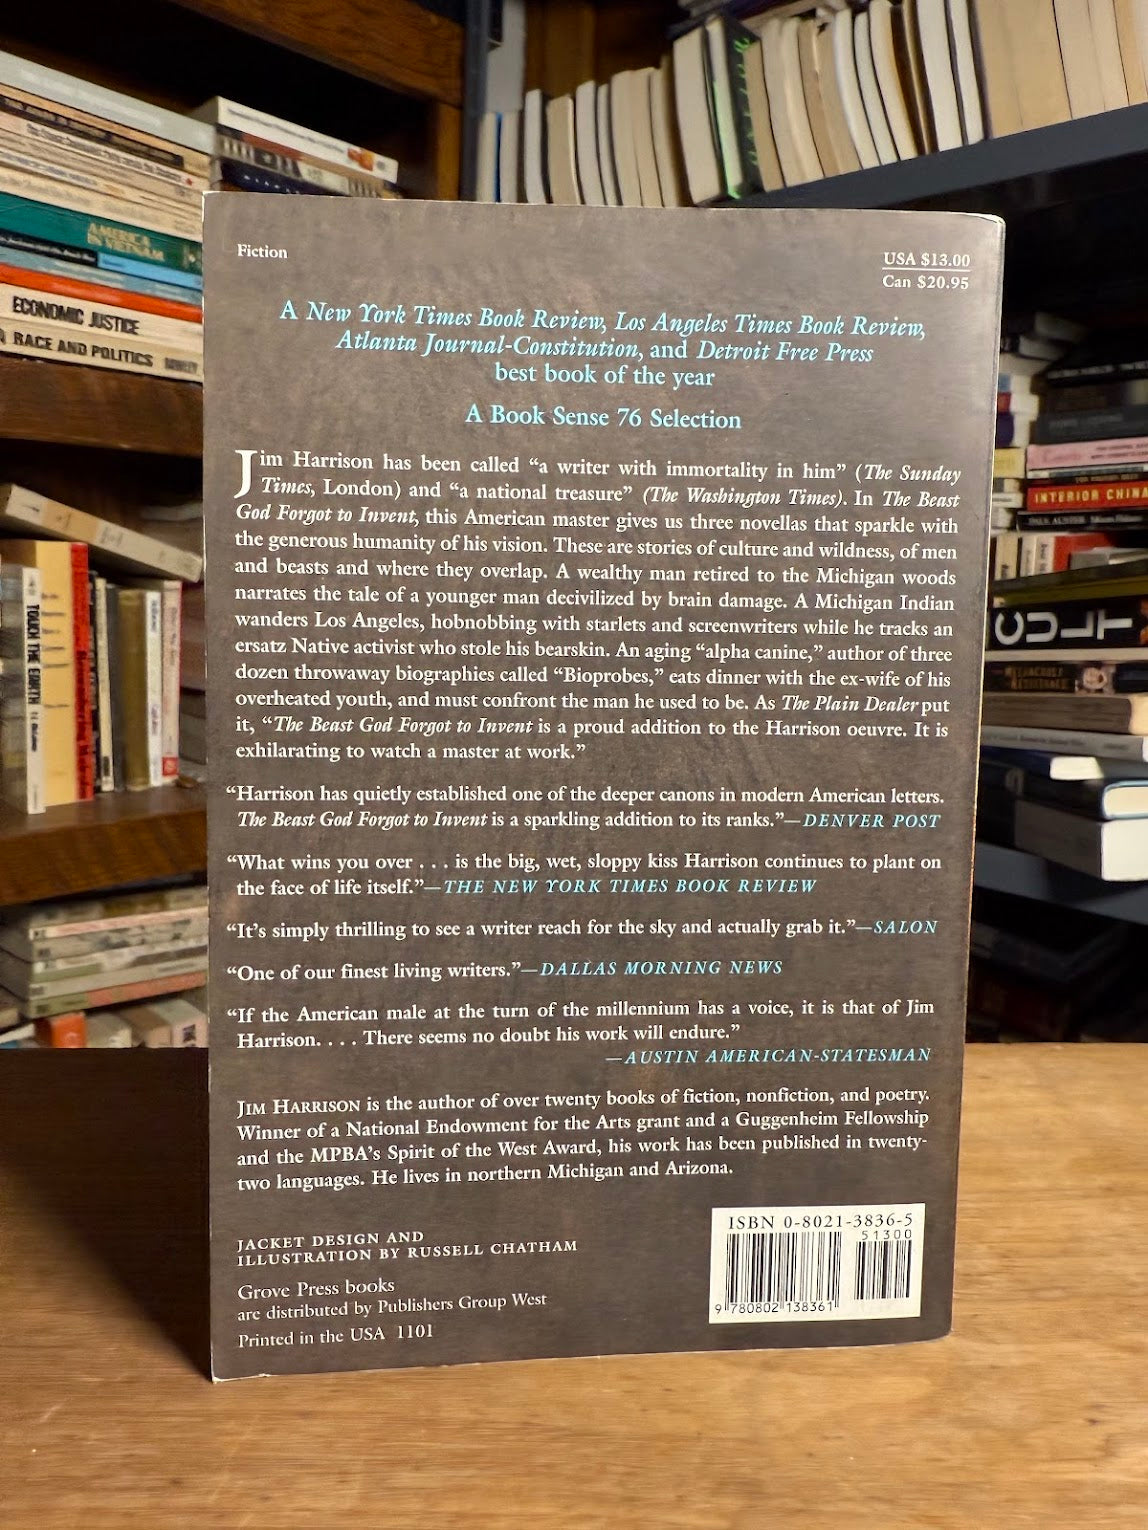 Fiction
USA $13.00
Can $20.95
A New York Times Book Review, Los Angeles Times Book Review,
Atlanta Journal-Constitution, and Detroit Free Press
best book of the year
A Book Sense 76 Selection
Jim Harrison has been called “a writer with immortality in him” (The Sunday
Times, London) and “a national treasure” (The Washington Times). In The Beast
God Forgot to Invent, this American master gives us three novellas that sparkle with
the generous humanity of his vision. These are stories of culture and wildness, of men
and beasts and where they overlap. A wealthy man retired to the Michigan woods
narrates the tale of a younger man decivilized by brain damage. A Michigan Indian
wanders Los Angeles, hobnobbing with starlets and screenwriters while he tracks an
ersatz Native activist who stole his bearskin. An aging “alpha canine,” author of three
dozen throwaway biographies called “Bioprobes,” eats dinner with the ex-wife of his
overheated youth, and must confront the man he used to be. As The Plain Dealer put
it, “The Beast God Forgot to Invent is a proud addition to the Harrison oeuvre. It is
exhilarating to watch a master at work.”
“Harrison has quietly established one of the deeper canons in modern American letters.
The Beast God Forgot to Invent is a sparkling addition to its ranks.”—DENVER POST
“What wins you over . . . is the big, wet, sloppy kiss Harrison continues to plant on
the face of life itself.”—THE NEW YORK TIMES BOOK REVIEW
“It’s simply thrilling to see a writer reach for the sky and actually grab it.”—SALON
“One of our finest living writers.”—DALLAS MORNING NEWS
“If the American male at the turn of the millennium has a voice, it is that of Jim
Harrison. . . . There seems no doubt his work will endure.”
—AUSTIN AMERICAN-STATESMAN
JIM HARRISON is the author of over twenty books of fiction, nonfiction, and poetry.
Winner of a National Endowment for the Arts grant and a Guggenheim Fellowship
and the MPBA’s Spirit of the West Award, his work has been published in twenty-
two languages. He lives in northern Michigan and Arizona.
JACKET DESIGN AND
ILLUSTRATION BY RUSSELL CHATHAM
Grove Press books
are distributed by Publishers Group West
Printed in the USA 1101
ISBN 0-8021-3836-5
51300
9 780802 138361
AMERICA
IN VIETNAM
ECONOMIC JUSTICE
RACE AND POLITICS
TOUCH THE EARTH
INTERIOR CHIN
PAUL AUSTER
CULT